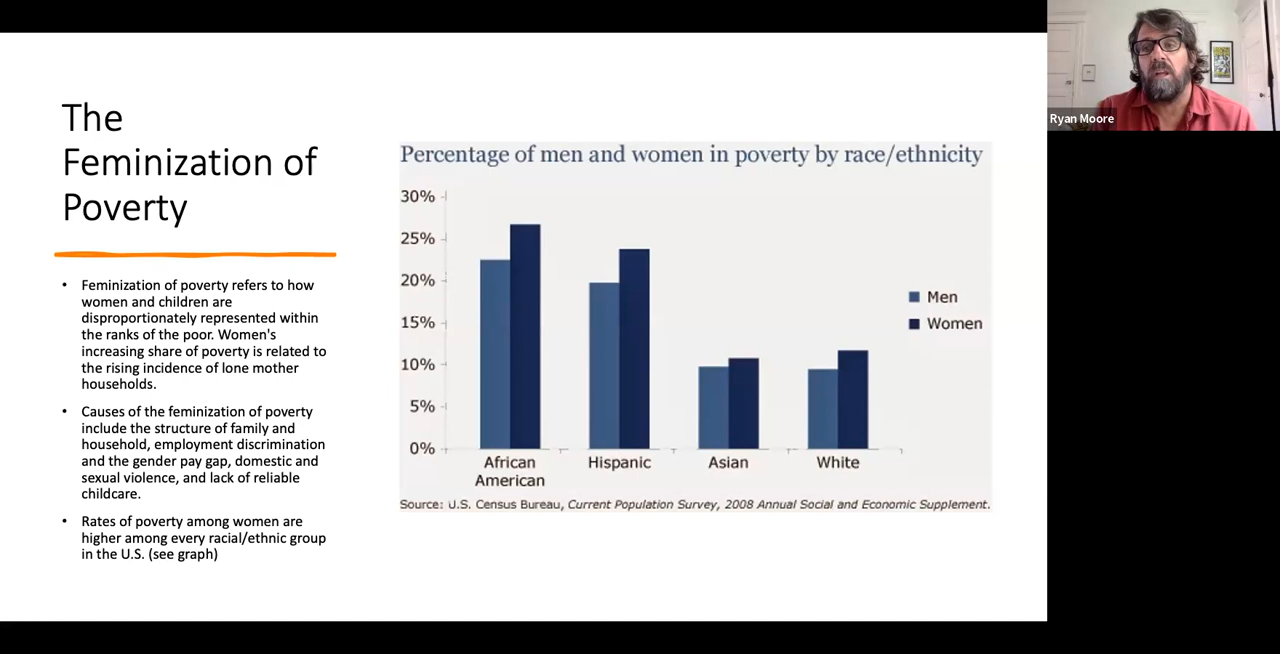 The
Feminization of
Poverty
• Feminization of poverty refers to how
women and children are
disproportionately represented within
the ranks of the poor. Women's
increasing share of poverty is related to
the rising incidence of lone mother
households.
• Causes of the feminization of poverty
include the structure of family and
household, employment discrimination
and the gender pay gap, domestic and
sexual violence, and lack of reliable
childcare.
• Rates of poverty among women are
higher among every racial/ethnic group
in the U.S. (see graph)
Percentage of men and women in poverty by race/ethnicity
30%
25%
20%
15%
10%
5%
0%
African
American
Hispanic
Asian
White
Men
Women
Source: U.S. Census Bureau, Current Population Survey, 2008 Annual Social and Economic Supplement.
Ryan Moore